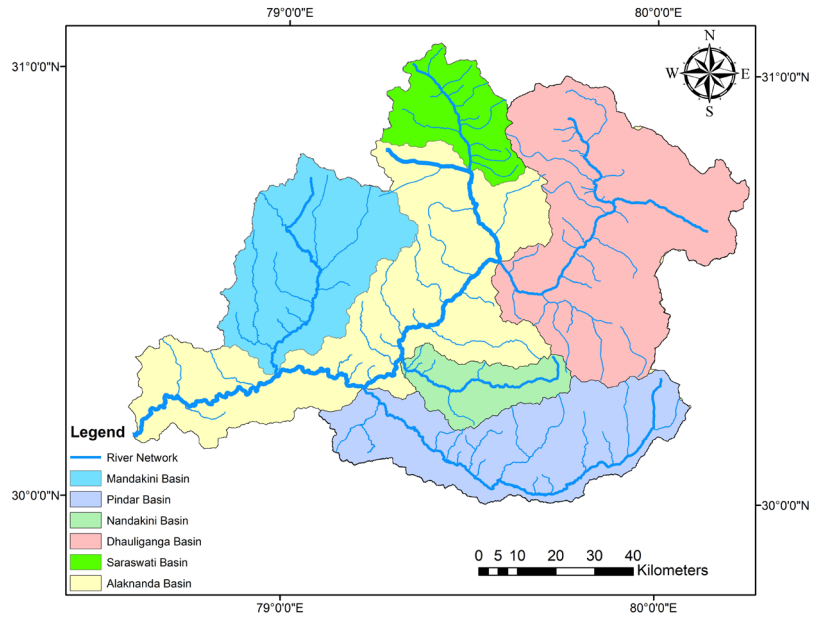 79°0'0"E 80°0'0"E
N
W E
S
31°0'0"N 31°0'0"N
Legend
River Network
Mandakini Basin
Pindar Basin
Nandakini Basin
Dhauliganga Basin
Saraswati Basin
Alaknanda Basin
30°0'0"N 30°0'0"N
0 5 10 20 30 40
Kilometers
79°0'0"E 80°0'0"E